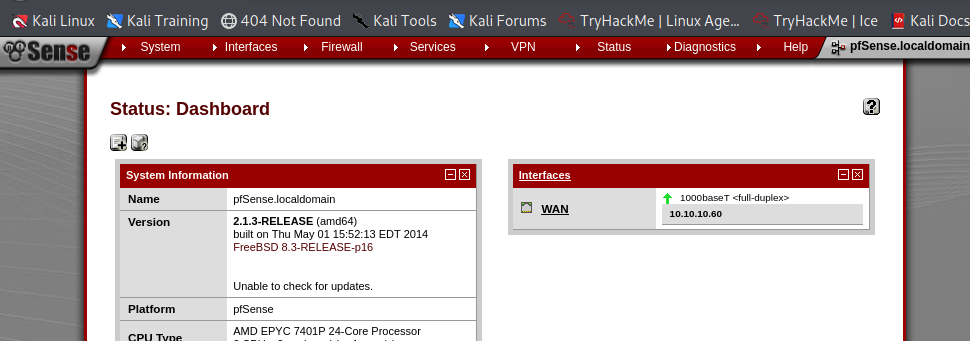 Kali Linux Kali Training 404 Not Found Kali Tools Kali Forums TryHackMe | Linux Age... TryHackMe | Ice Kali Docs
Sense System Interfaces Firewall Services VPN Status Diagnostics Help pfSense.localdomain
Status: Dashboard
System Information
Name pfSense.localdomain
Version 2.1.3-RELEASE (amd64)
built on Thu May 01 15:52:13 EDT 2014
FreeBSD 8.3-RELEASE-p16
Unable to check for updates.
Platform pfSense
CPU Type AMD EPYC 7401P 24-Core Processor
Interfaces
WAN 1000baseT <full-duplex>
10.10.10.60